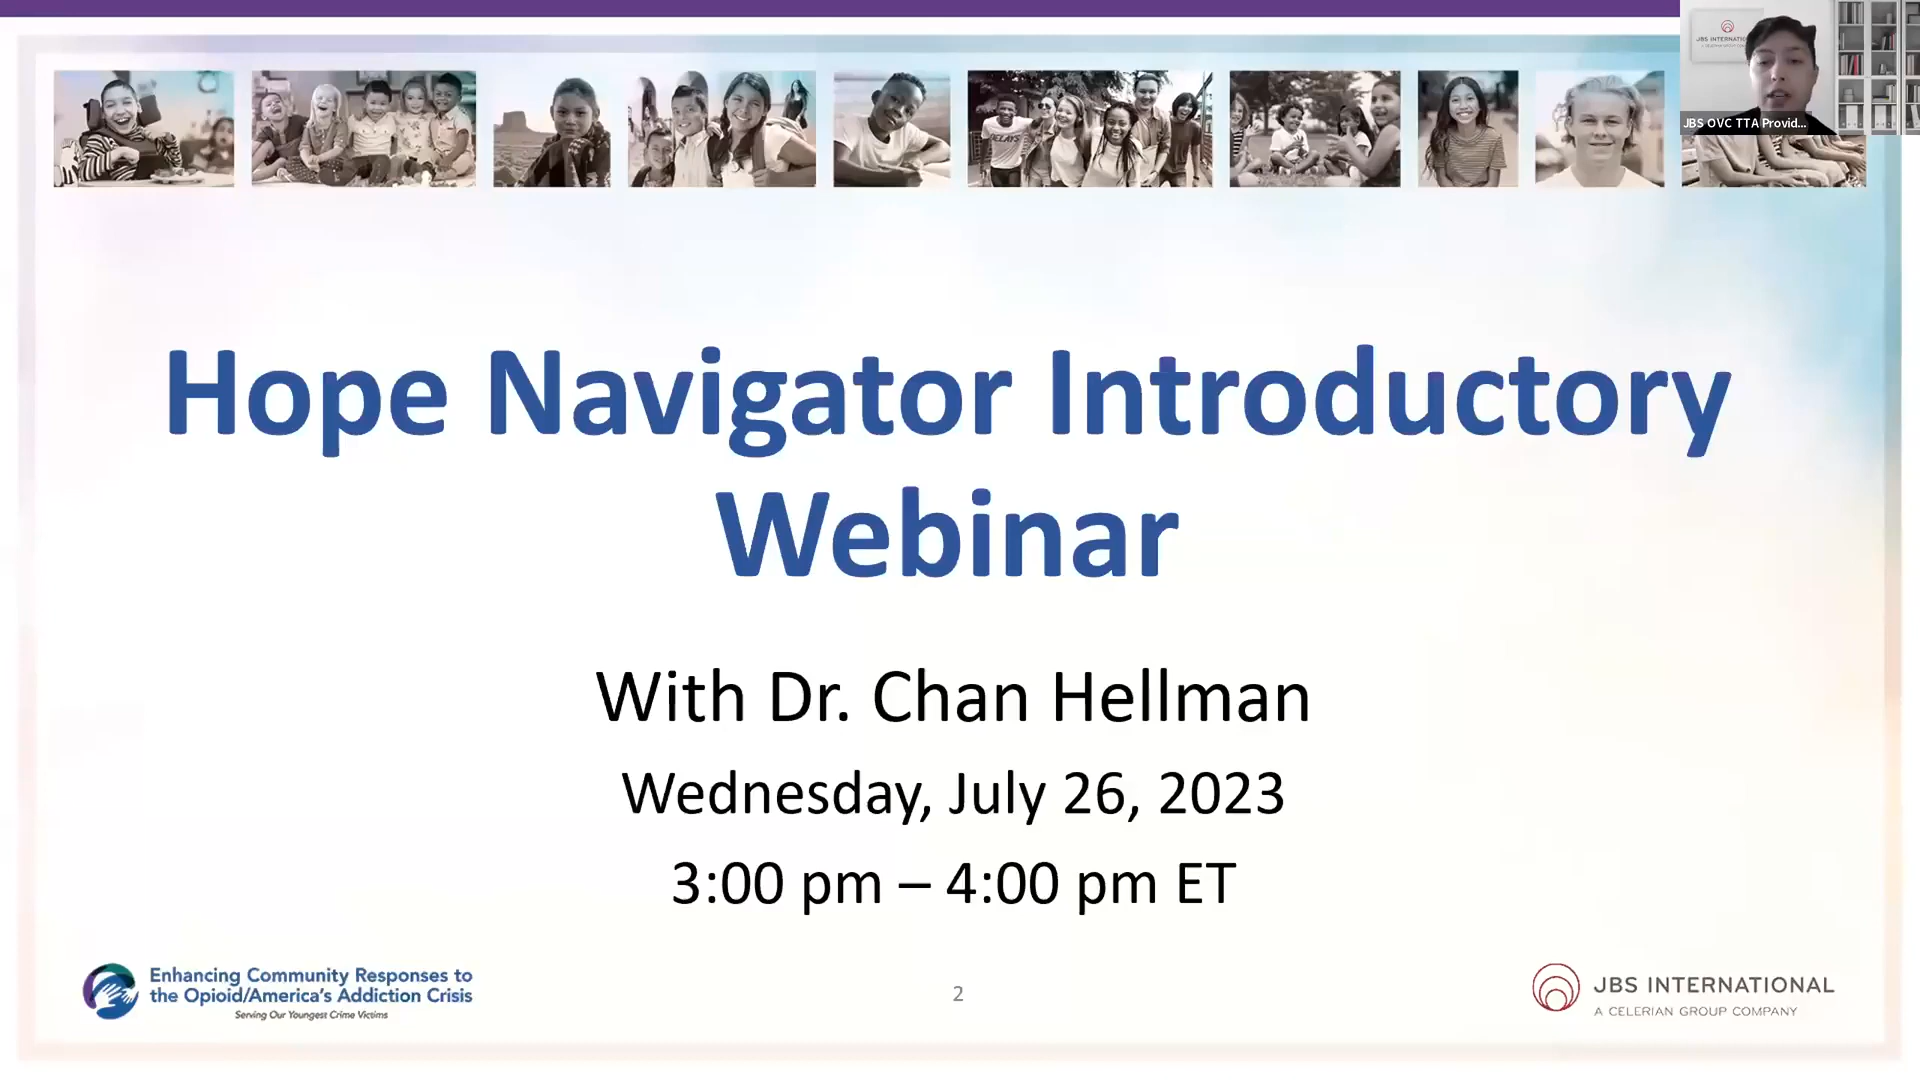 JBS INTERNATIO
JBS OVC TTA Provid...
Hope Navigator Introductory
Webinar
With Dr. Chan Hellman
Wednesday, July 26, 2023
3:00 pm – 4:00 pm ET
Enhancing Community Responses to
the Opioid/America's Addiction Crisis
Serving Our Youngest Crime Victims
2
JBS INTERNATIONAL
A CELERIAN GROUP COMPANY